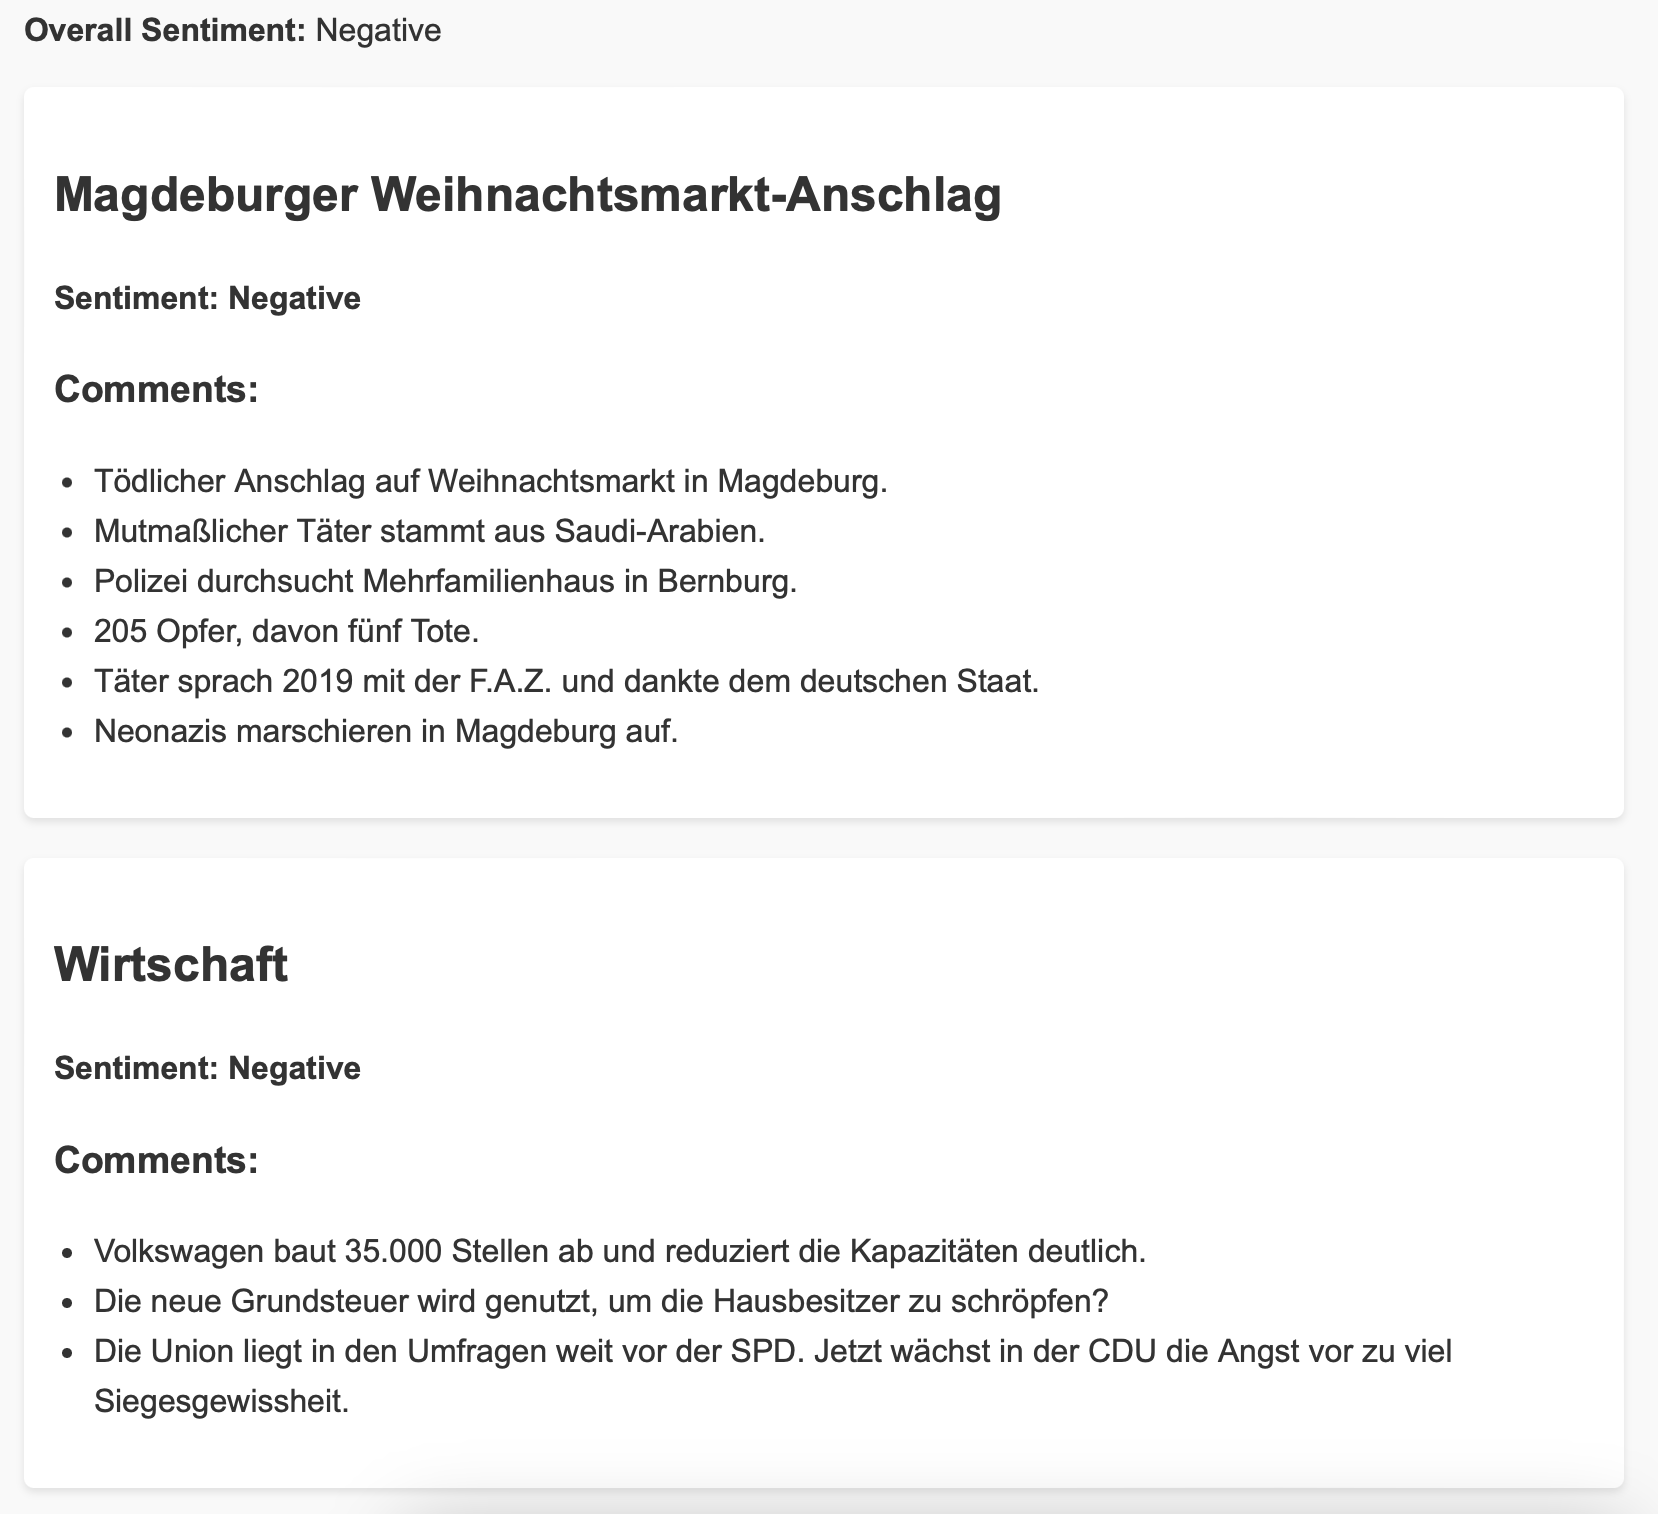 Overall Sentiment: Negative
Magdeburger Weihnachtsmarkt-Anschlag
Sentiment: Negative
Comments:
• Tödlicher Anschlag auf Weihnachtsmarkt in Magdeburg.
• Mutmaßlicher Täter stammt aus Saudi-Arabien.
• Polizei durchsucht Mehrfamilienhaus in Bernburg.
• 205 Opfer, davon fünf Tote.
• Täter sprach 2019 mit der F.A.Z. und dankte dem deutschen Staat.
• Neonazis marschieren in Magdeburg auf.
Wirtschaft
Sentiment: Negative
Comments:
• Volkswagen baut 35.000 Stellen ab und reduziert die Kapazitäten deutlich.
• Die neue Grundsteuer wird genutzt, um die Hausbesitzer zu schröpfen?
• Die Union liegt in den Umfragen weit vor der SPD. Jetzt wächst in der CDU die Angst vor zu viel
Siegesgewissheit.